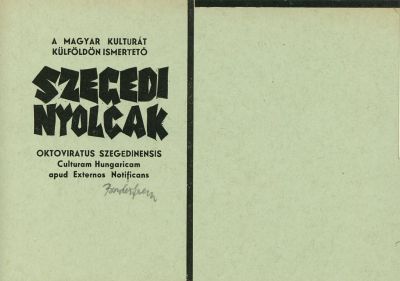 A MAGYAR KULTURÁT
KÜLFÖLDÖN ISMERTETŐ
SZEGEDI
NYOLCAK
OKTOVIRATUS SZEGEDINENSIS
Culturam Hungaricam
apud Externos Notificans